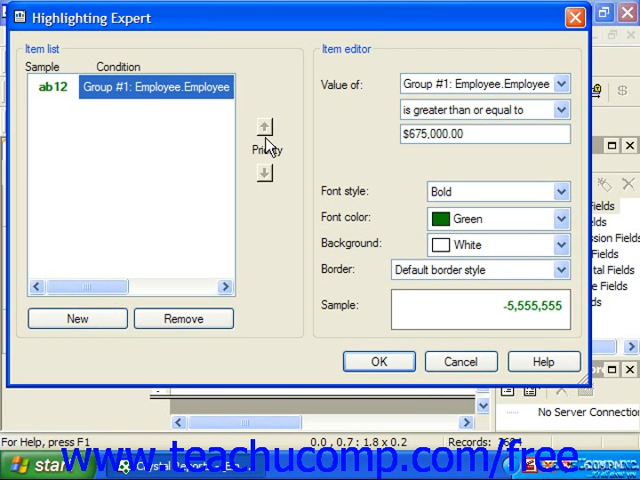 Highlighting Expert
Item list
Item editor
Sample
Condition
ab12
Group #1: Employee.Employee
Value of:
Group #1: Employee.Employee
is greater than or equal to
$675,000.00
Priority
Font style:
Bold
Font color:
Green
Background:
White
Border:
Default border style
Sample:
-5,555,555
New
Remove
OK
Cancel
Help
No Server Connection
For Help, press F1
0.0 , 0.7 : 1.8 x 0.2
Records:
start
www.teachucomp.com/free